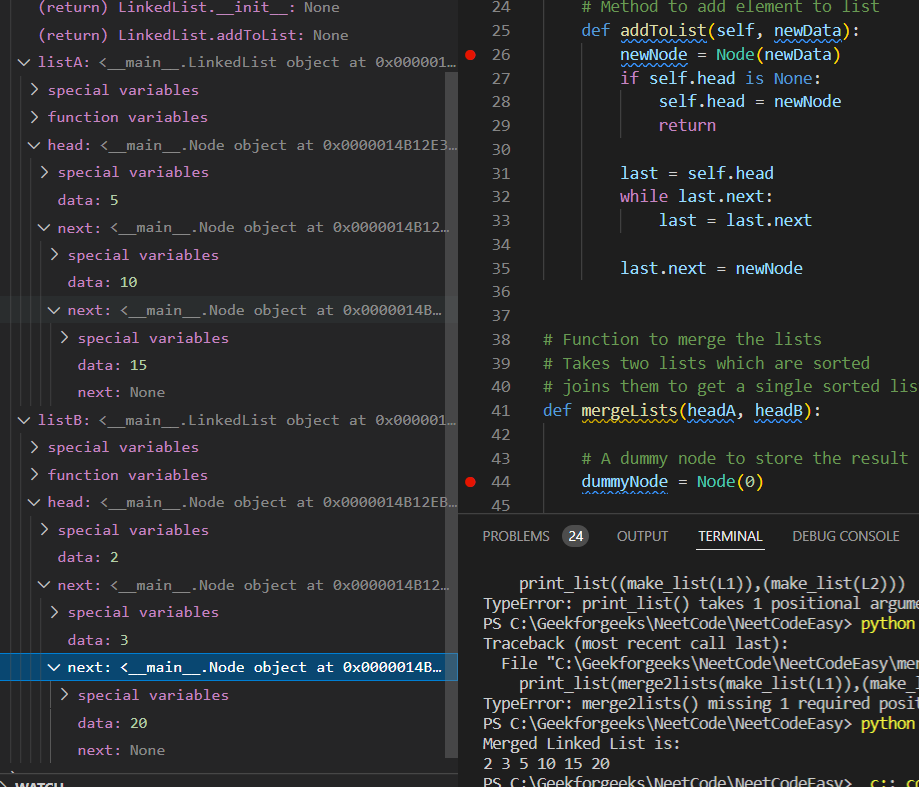 (return) LinkedList.__init__: None
(return) LinkedList.addToList: None
listA: <__main__.LinkedList object at 0x000001…
special variables
function variables
head: <__main__.Node object at 0x0000014B12E3…
special variables
data: 5
next: <__main__.Node object at 0x0000014B12…
special variables
data: 10
next: <__main__.Node object at 0x0000014B…
special variables
data: 15
next: None
listB: <__main__.LinkedList object at 0x000001…
special variables
function variables
head: <__main__.Node object at 0x0000014B12EB…
special variables
data: 2
next: <__main__.Node object at 0x0000014B12…
special variables
data: 3
next: <__main__.Node object at 0x0000014B…
special variables
data: 20
next: None
WATCH
24 # Method to add element to list
25 def addToList(self, newData):
26 newNode = Node(newData)
27 if self.head is None:
28 self.head = newNode
29 return
30
31 last = self.head
32 while last.next:
33 last = last.next
34
35 last.next = newNode
36
37
38 # Function to merge the lists
39 # Takes two lists which are sorted
40 # joins them to get a single sorted lis
41 def mergeLists(headA, headB):
42
43 # A dummy node to store the result
44 dummyNode = Node(0)
45
PROBLEMS 24 OUTPUT TERMINAL DEBUG CONSOLE
print_list((make_list(L1)),(make_list(L2)))
TypeError: print_list() takes 1 positional argume
PS C:\Geekforgeeks\NeetCode\NeetCodeEasy> python
Traceback (most recent call last):
File "C:\Geekforgeeks\NeetCode\NeetCodeEasy\mer
print_list(merge2lists(make_list(L1)),(make_l
TypeError: merge2lists() missing 1 required posit
PS C:\Geekforgeeks\NeetCode\NeetCodeEasy> python
Merged Linked List is:
2 3 5 10 15 20
PS C:\Geekforgeeks\NeetCode\NeetCodeEasy> c:; co